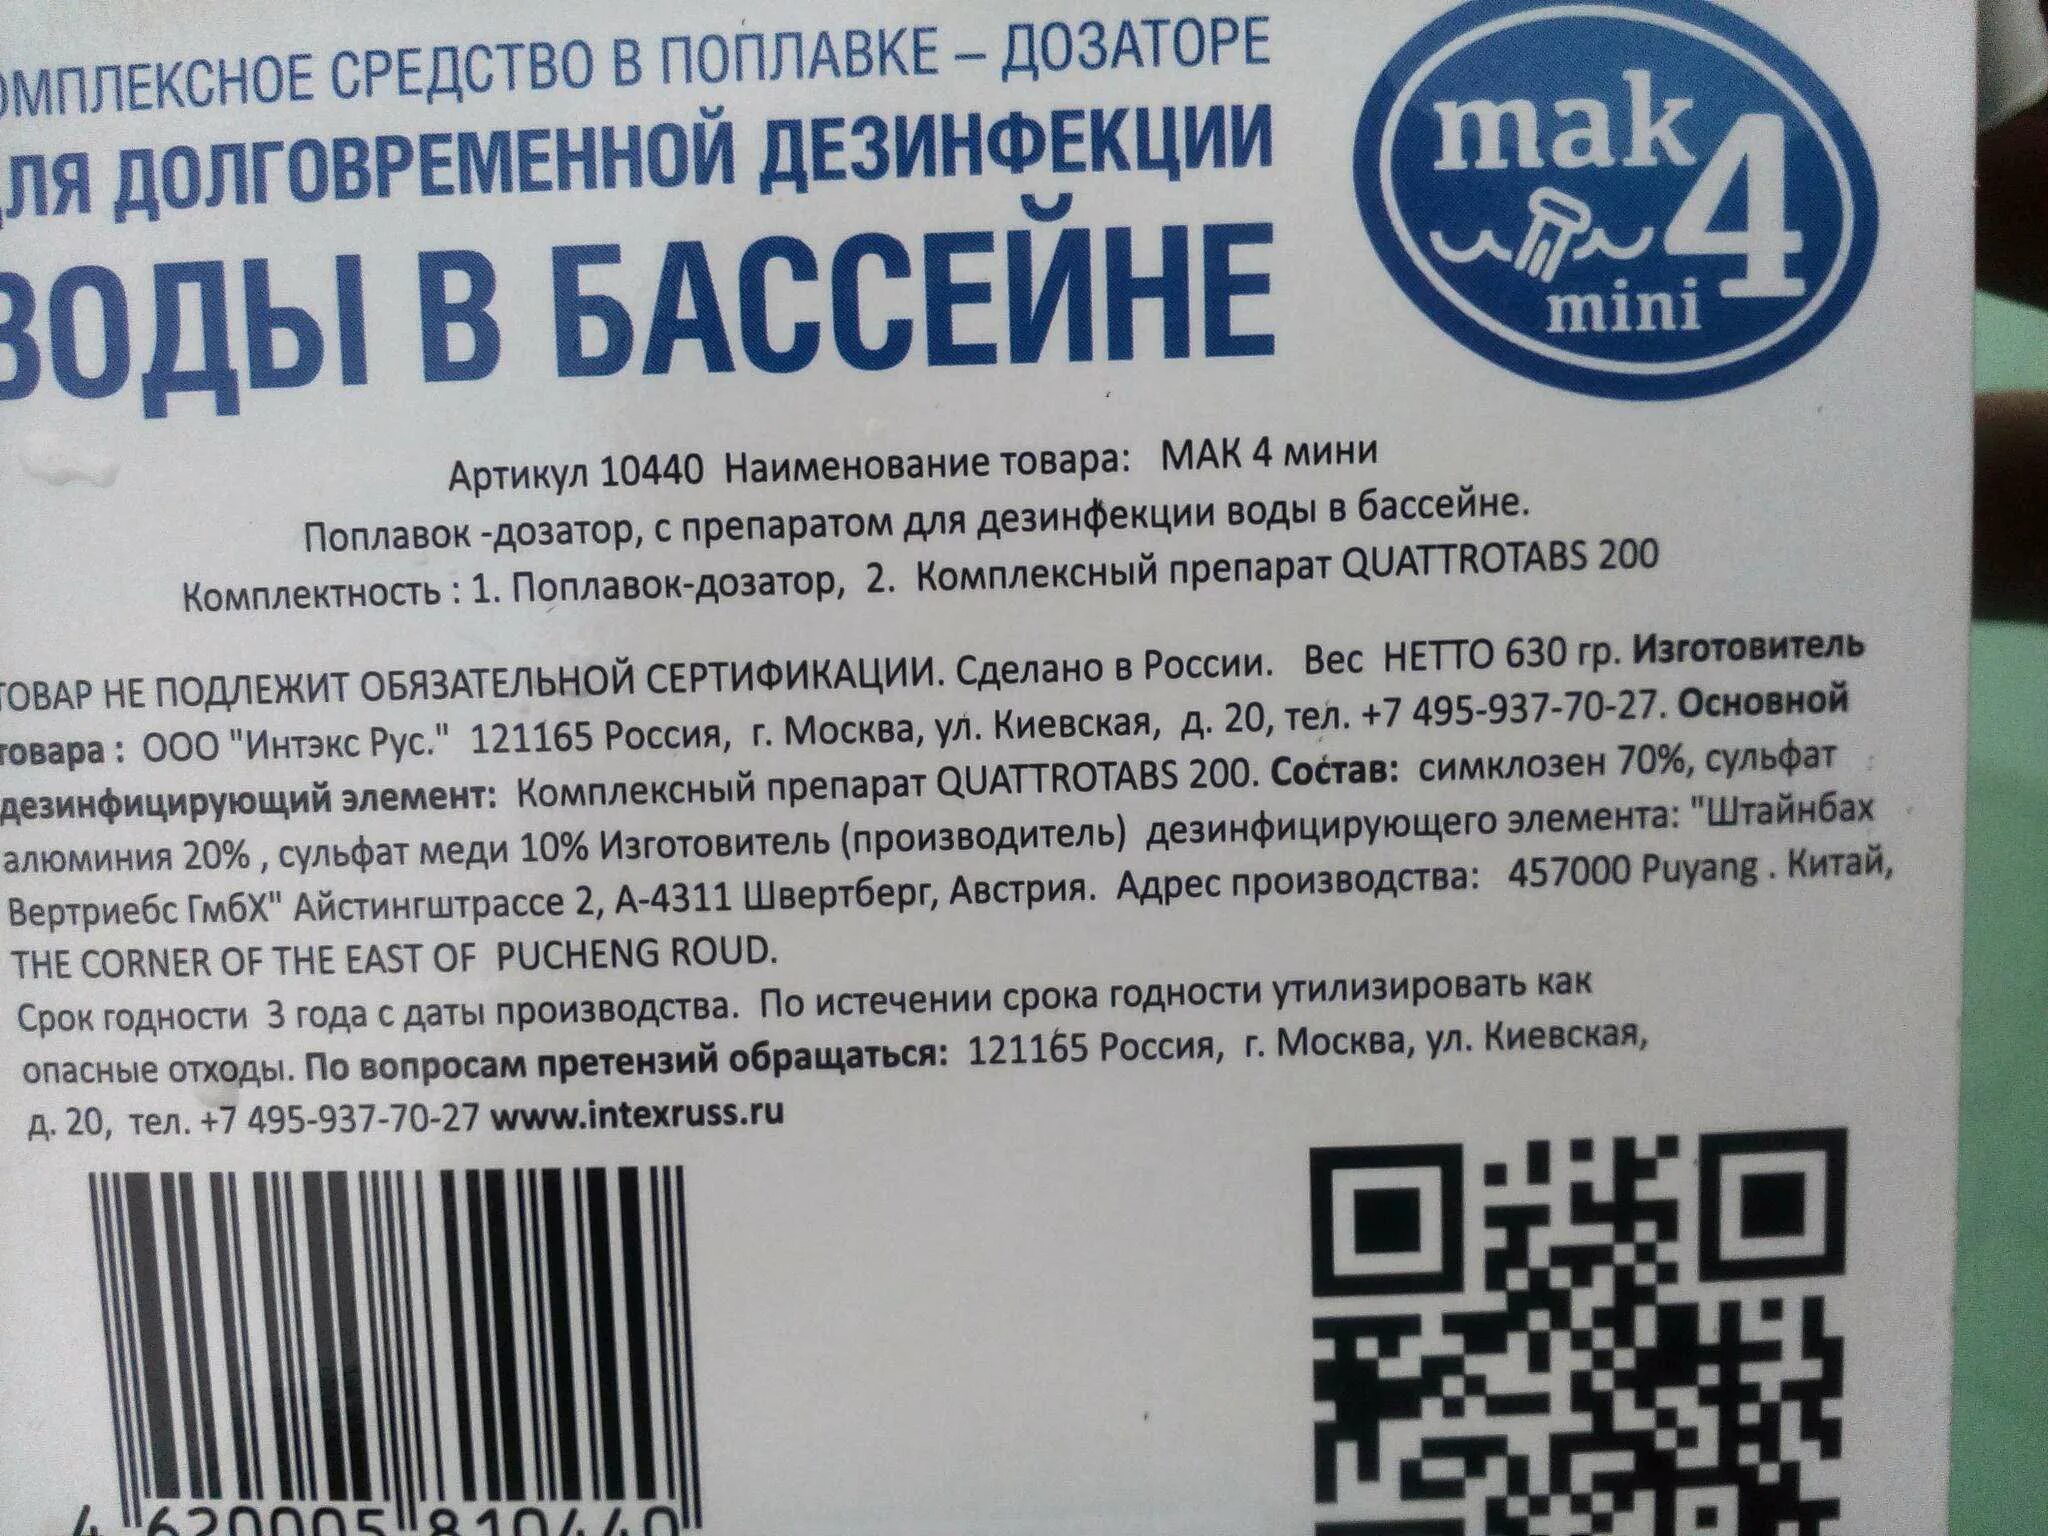 ОМПЛЕКСНОЕ СРЕДСТВО В ПОПЛАВКЕ – ДОЗАТОРЕ
ДЛЯ ДОЛГОВРЕМЕННОЙ ДЕЗИНФЕКЦИИ
ВОДЫ В БАССЕЙНЕ
mak 4
mini
Артикул 10440 Наименование товара: МАК 4 мини
Поплавок -дозатор, с препаратом для дезинфекции воды в бассейне.
Комплектность : 1. Поплавок-дозатор, 2. Комплексный препарат QUATTROTABS 200
ТОВАР НЕ ПОДЛЕЖИТ ОБЯЗАТЕЛЬНОЙ СЕРТИФИКАЦИИ. Сделано в России. Вес НЕТТО 630 гр. Изготовитель
товара : ООО "Интэкс Рус." 121165 Россия, г. Москва, ул. Киевская, д. 20, тел. +7 495-937-70-27. Основной
дезинфицирующий элемент: Комплексный препарат QUATTROTABS 200. Состав: симклозен 70%, сульфат
алюминия 20% , сульфат меди 10% Изготовитель (производитель) дезинфицирующего элемента: "Штайнбах
Вертриебс ГмбХ" Айстингштрассе 2, А-4311 Швертберг, Австрия. Адрес производства: 457000 Puyang . Китай,
THE CORNER OF THE EAST OF PUCHENG ROUD.
Срок годности 3 года с даты производства. По истечении срока годности утилизировать как
опасные отходы. По вопросам претензий обращаться: 121165 Россия, г. Москва, ул. Киевская,
д. 20, тел. +7 495-937-70-27 www.intexruss.ru
4 620005 810440